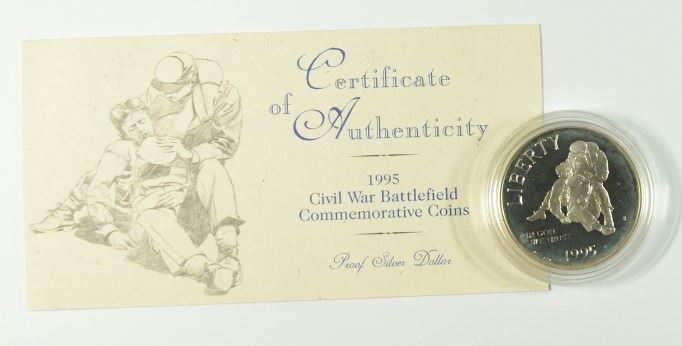 Certificate
of
Authenticity
1995
Civil War Battlefield
Commemorative Coins
Proof Silver Dollar
LIBERTY
IN GOD
WE TRUST
S
1995